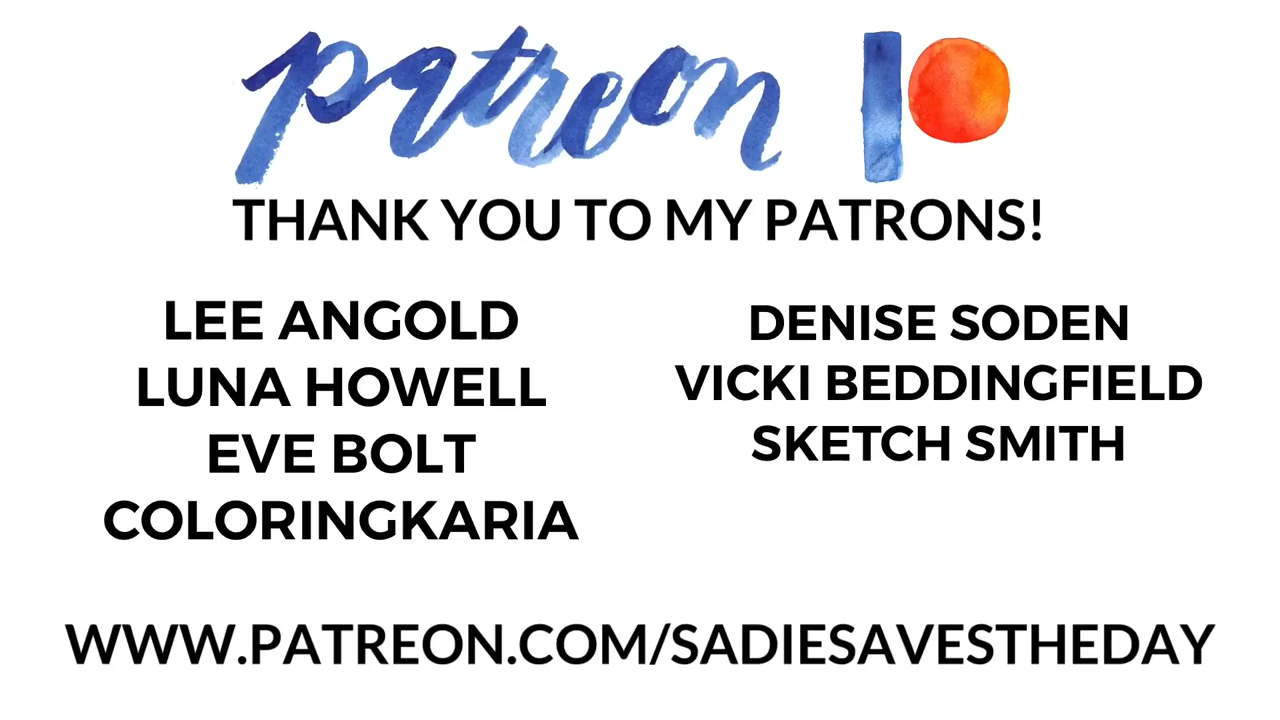 patreon
THANK YOU TO MY PATRONS!
LEE ANGOLD
LUNA HOWELL
EVE BOLT
COLORINGKARIA
DENISE SODEN
VICKI BEDDINGFIELD
SKETCH SMITH
WWW.PATREON.COM/SADIESAVESTHEDAY